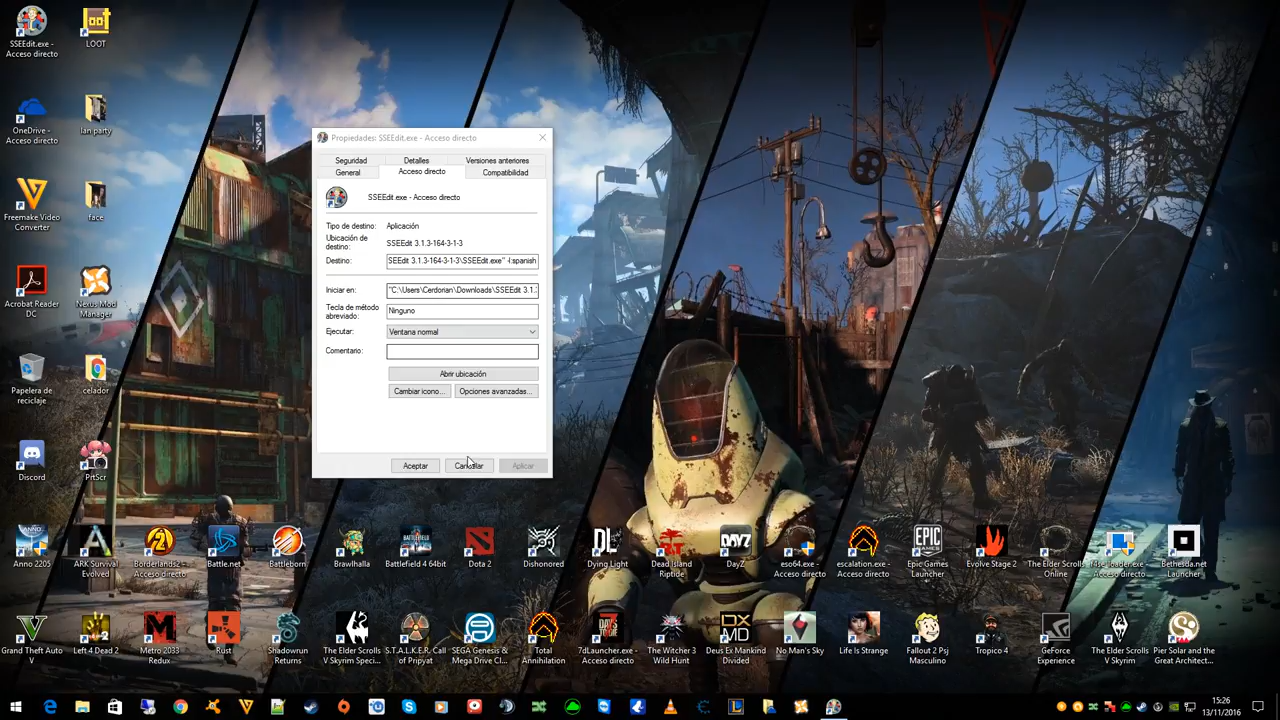 SSEEdit.exe -
Acceso directo
LOOT
OneDrive -
Acceso directo
lan party
Freemake Video
Converter
face
Acrobat Reader
DC
Nexus Mod
Manager
Papelera de
reciclaje
celador
Discord
PrtScr
Propiedades: SSEEdit.exe - Acceso directo
Seguridad
Detalles
Versiones anteriores
General
Acceso directo
Compatibilidad
SSEEdit.exe - Acceso directo
Tipo de destino:
Aplicación
Ubicación de
destino:
SSEEdit 3.1.3-164-3-1-3
Destino:
SEEdit 3.1.3-164-3-1-3\SSEEdit.exe" -l:spanish
Iniciar en:
"C:\Users\Cerdorian\Downloads\SSEEdit 3.1.
Tecla de método
abreviado:
Ninguno
Ejecutar:
Ventana normal
Comentario:
Abrir ubicación
Cambiar icono...
Opciones avanzadas...
Aceptar
Cancelar
Aplicar
Anno 2205
ARK Survival
Evolved
Borderlands2 -
Acceso directo
Battle.net
Battleborn
Brawlhalla
Battlefield 4 64bit
Dota 2
Dishonored
Dying Light
Dead Island
Riptide
DayZ
eso64.exe -
Acceso directo
escalation.exe -
Acceso directo
Epic Games
Launcher
Evolve Stage 2
The Elder Scrolls
Online
f4se_loader.exe -
Acceso directo
Bethesda.net
Launcher
Grand Theft Auto
V
Left 4 Dead 2
Metro 2033
Redux
Rust
Shadowrun
Returns
The Elder Scrolls
V Skyrim Speci...
S.T.A.L.K.E.R. Call
of Pripyat
SEGA Genesis &
Mega Drive Cl...
Total
Annihilation
7dLauncher.exe -
Acceso directo
The Witcher 3
Wild Hunt
Deus Ex Mankind
Divided
No Man's Sky
Life Is Strange
Fallout 2 Psj
Masculino
Tropico 4
GeForce
Experience
The Elder Scrolls
V Skyrim
Pier Solar and the
Great Architect...
15:26
13/11/2016